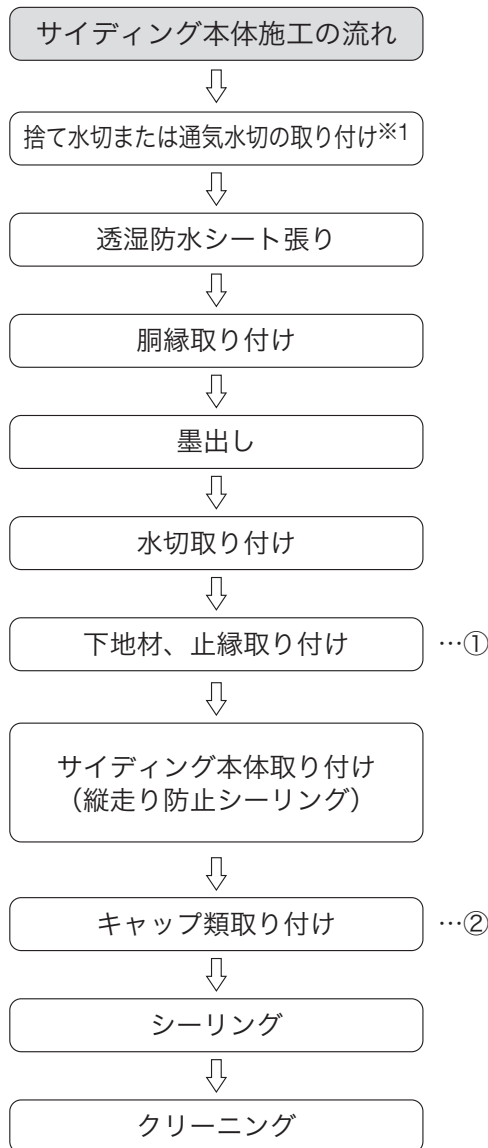 サイディング本体施工の流れ
捨て水切または通気水切の取り付け※1
透湿防水シート張り
胴縁取り付け
墨出し
水切取り付け
下地材、止縁取り付け …①
サイディング本体取り付け
（縦走り防止シーリング）
キャップ類取り付け …②
シーリング
クリーニング